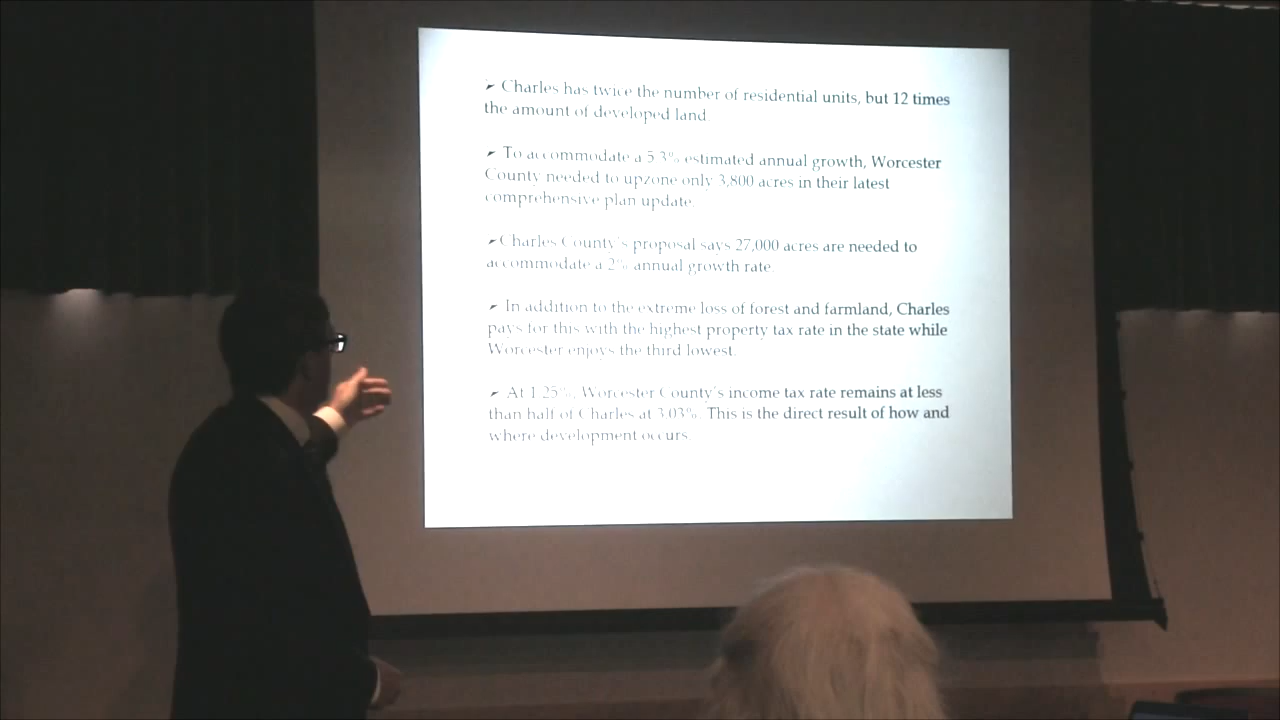 ➢ Charles has twice the number of residential units, but 12 times
the amount of developed land.
➢ To accommodate a 5.3% estimated annual growth, Worcester
County needed to upzone only 3,800 acres in their latest
comprehensive plan update.
➢ Charles County's proposal says 27,000 acres are needed to
accommodate a 2% annual growth rate.
➢ In addition to the extreme loss of forest and farmland, Charles
pays for this with the highest property tax rate in the state while
Worcester enjoys the third lowest.
➢ At 1.25%, Worcester County's income tax rate remains at less
than half of Charles at 3.03%. This is the direct result of how and
where development occurs.